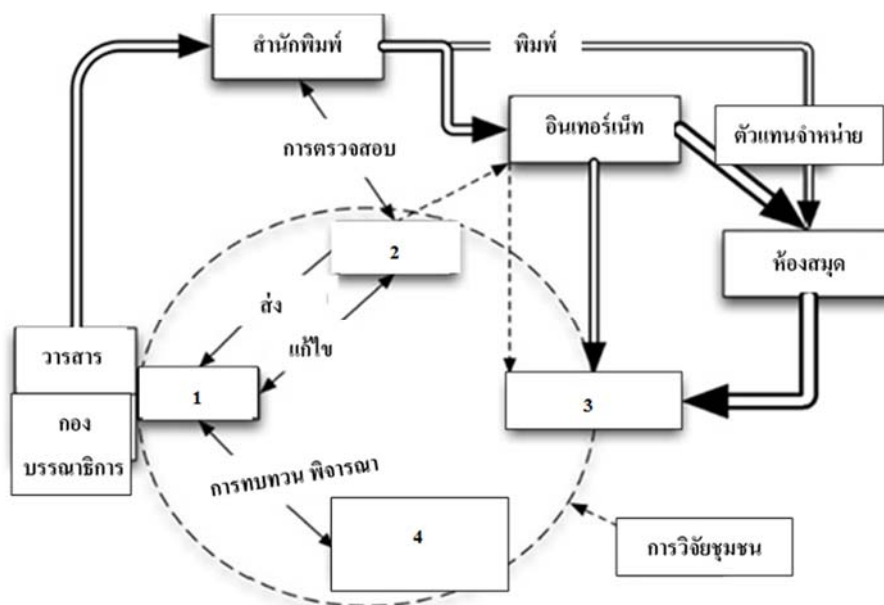 สำนักพิมพ์
พิมพ์
อินเทอร์เน็ท
ตัวแทนจำหน่าย
การตรวจสอบ
2
ห้องสมุด
ส่ง
แก้ไข
วารสาร
1
3
กอง
บรรณาธิการ
การทบทวน พิจารณา
4
การวิจัยชุมชน